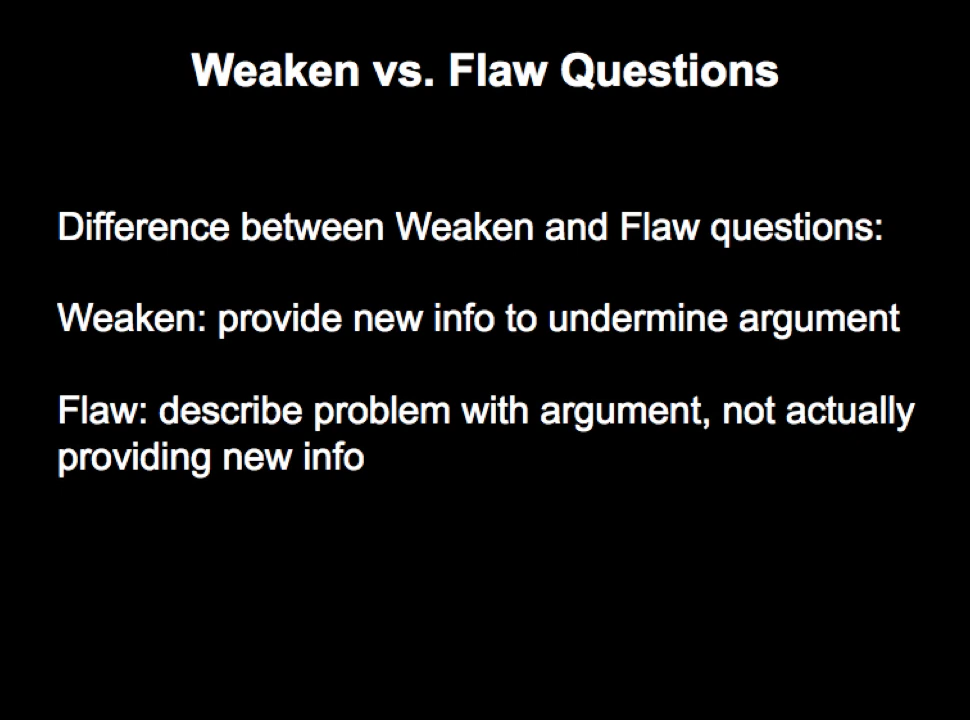 Weaken vs. Flaw Questions
Difference between Weaken and Flaw questions:
Weaken: provide new info to undermine argument
Flaw: describe problem with argument, not actually
providing new info